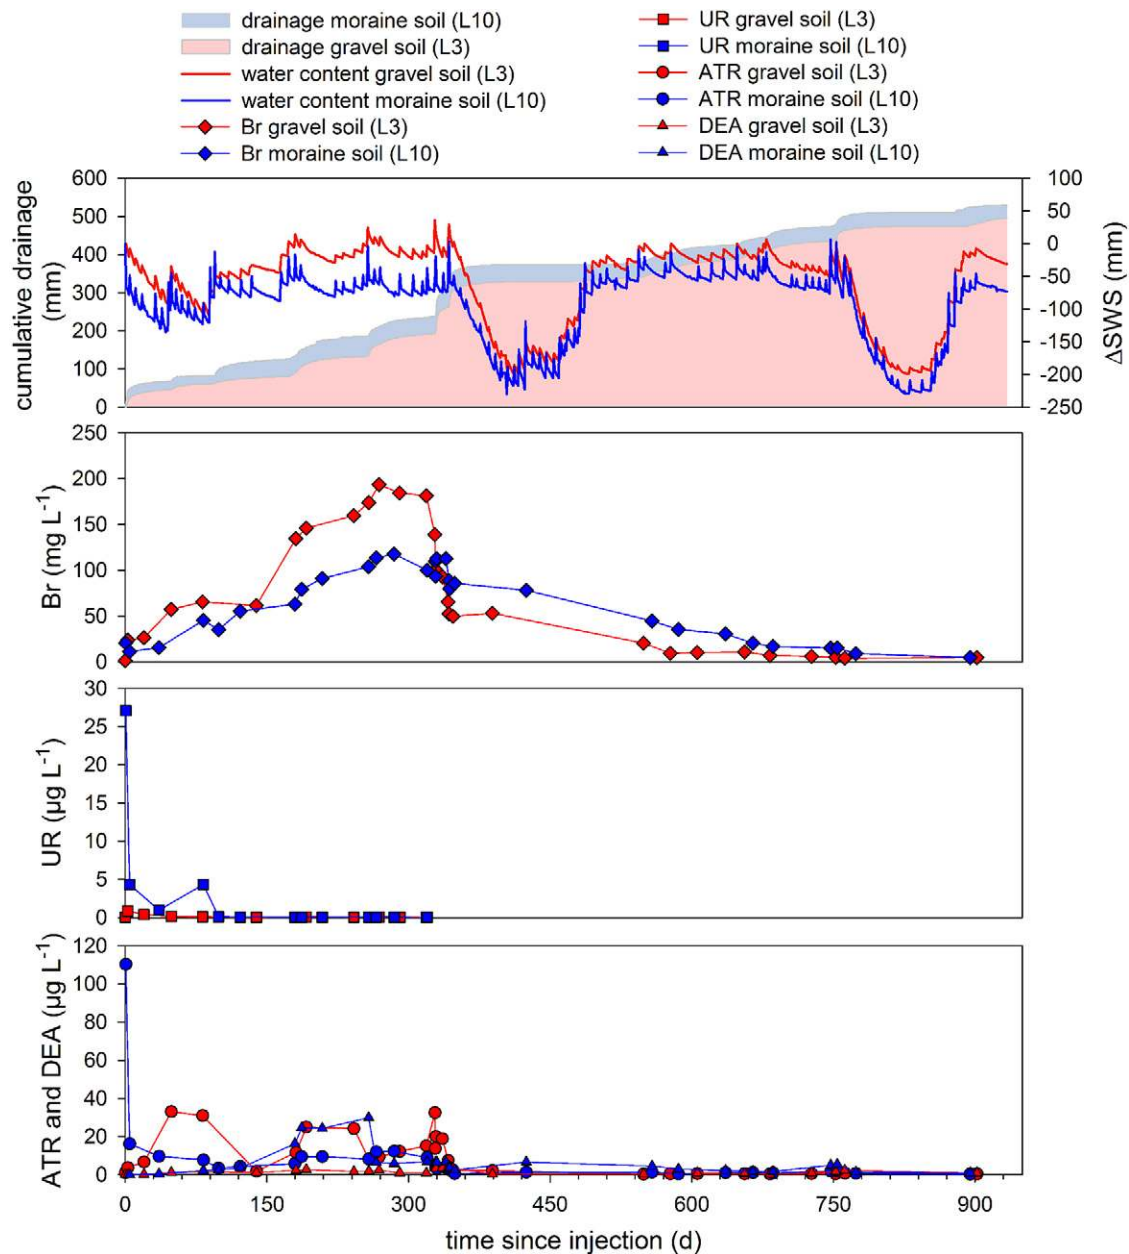 drainage moraine soil (L10)
drainage gravel soil (L3)
water content gravel soil (L3)
water content moraine soil (L10)
Br gravel soil (L3)
Br moraine soil (L10)
UR gravel soil (L3)
UR moraine soil (L10)
ATR gravel soil (L3)
ATR moraine soil (L10)
DEA gravel soil (L3)
DEA moraine soil (L10)
cumulative drainage
(mm)
600
500
400
300
200
100
0
100
50
0
-50
-100
-150
-200
-250
ΔSWS (mm)
Br (mg L⁻¹)
250
200
150
100
50
0
UR (µg L⁻¹)
30
25
20
15
10
5
0
ATR and DEA (µg L⁻¹)
120
100
80
60
40
20
0
0 150 300 450 600 750 900
time since injection (d)